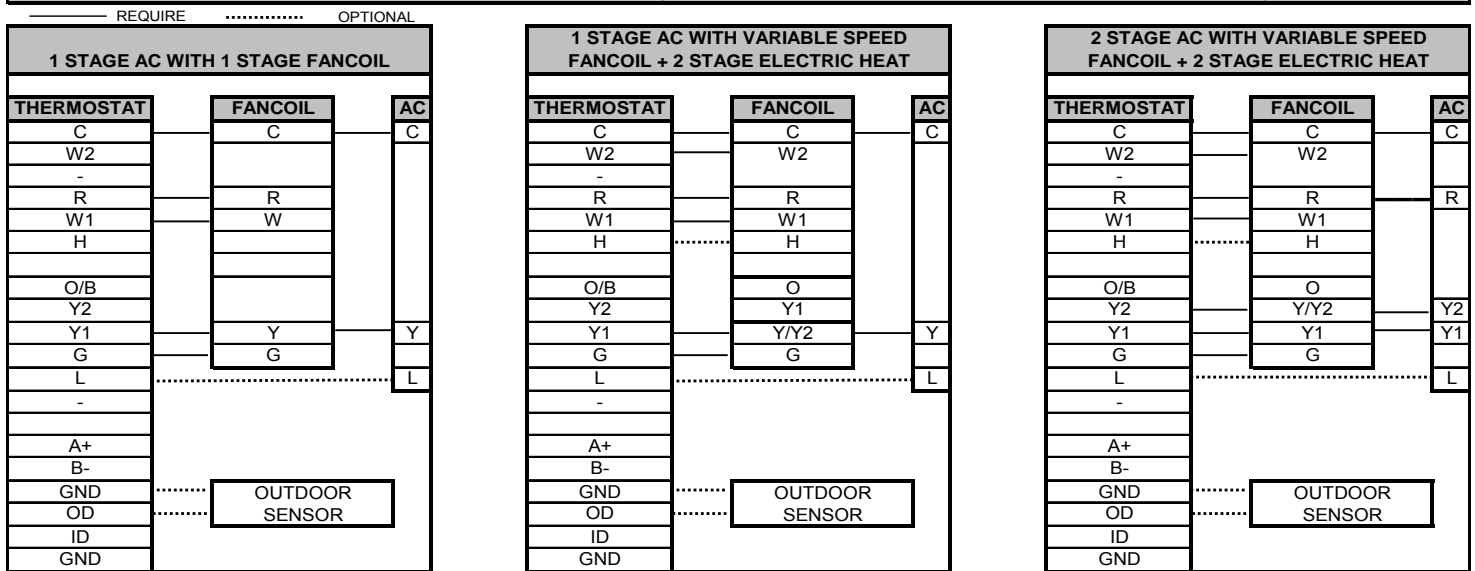 REQUIRE OPTIONAL
1 STAGE AC WITH 1 STAGE FANCOIL
THERMOSTAT FANCOIL AC
C C C
W2
-
R R
W1 W
H
O/B
Y2
Y1 Y Y
G G
L L
-
A+
B-
GND OUTDOOR
OD SENSOR
ID
GND
1 STAGE AC WITH VARIABLE SPEED
FANCOIL + 2 STAGE ELECTRIC HEAT
THERMOSTAT FANCOIL AC
C C C
W2 W2
-
R R
W1 W1
H H
O/B O
Y2 Y1
Y1 Y/Y2 Y
G G
L L
-
A+
B-
GND OUTDOOR
OD SENSOR
ID
GND
2 STAGE AC WITH VARIABLE SPEED
FANCOIL + 2 STAGE ELECTRIC HEAT
THERMOSTAT FANCOIL AC
C C C
W2 W2
-
R R R
W1 W1
H H
O/B O
Y2 Y/Y2 Y2
Y1 Y1 Y1
G G
L L
-
A+
B-
GND OUTDOOR
OD SENSOR
ID
GND